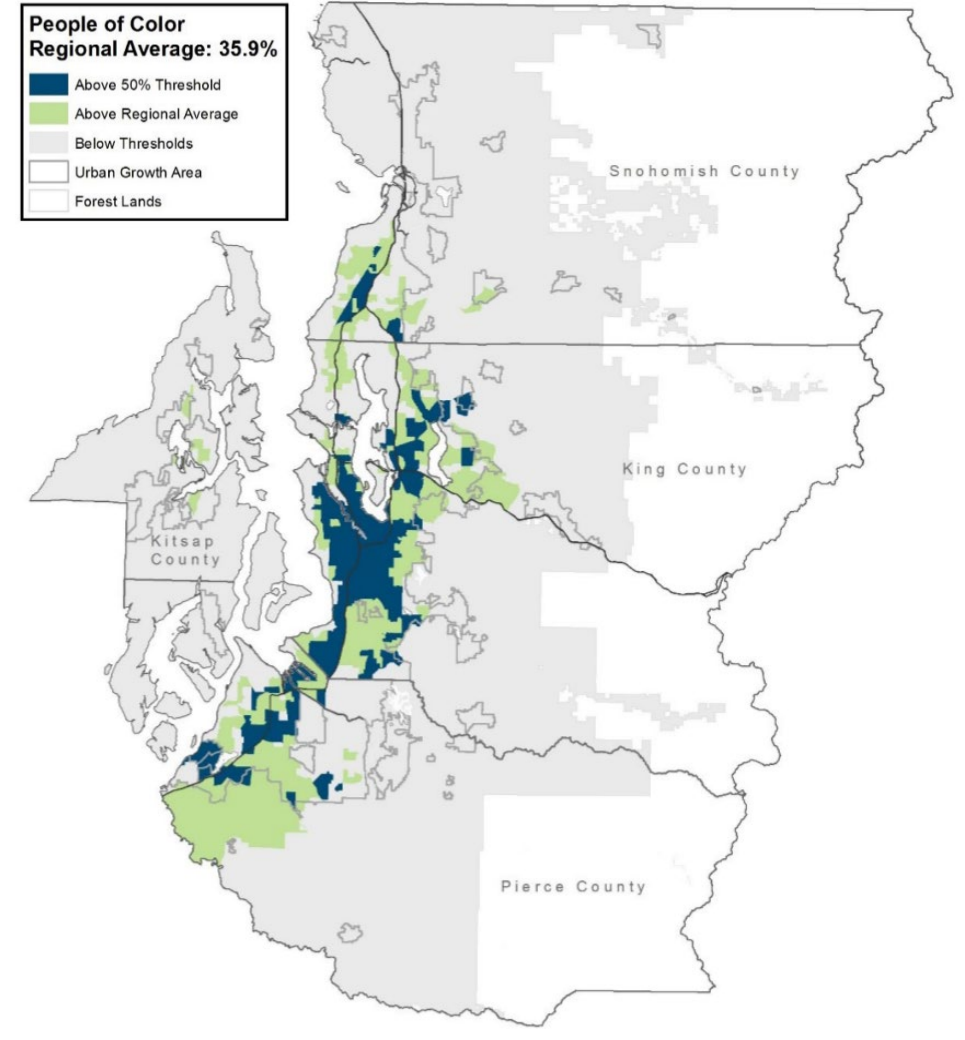 People of Color
Regional Average: 35.9%
Above 50% Threshold
Above Regional Average
Below Thresholds
Urban Growth Area
Forest Lands
Snohomish County
King County
Kitsap
County
Pierce County